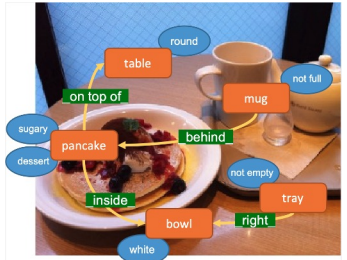 round
table
not full
on top of
mug
sugary
behind
pancake
dessert
not empty
inside
tray
bowl
right
white